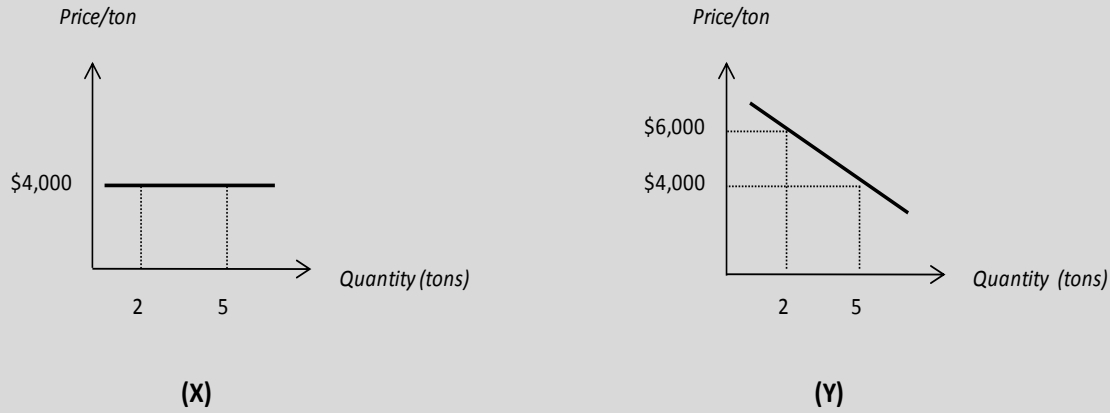 Price/ton
$4,000
2
5
Quantity (tons)
(X)
Price/ton
$6,000
$4,000
2
5
Quantity (tons)
(Y)